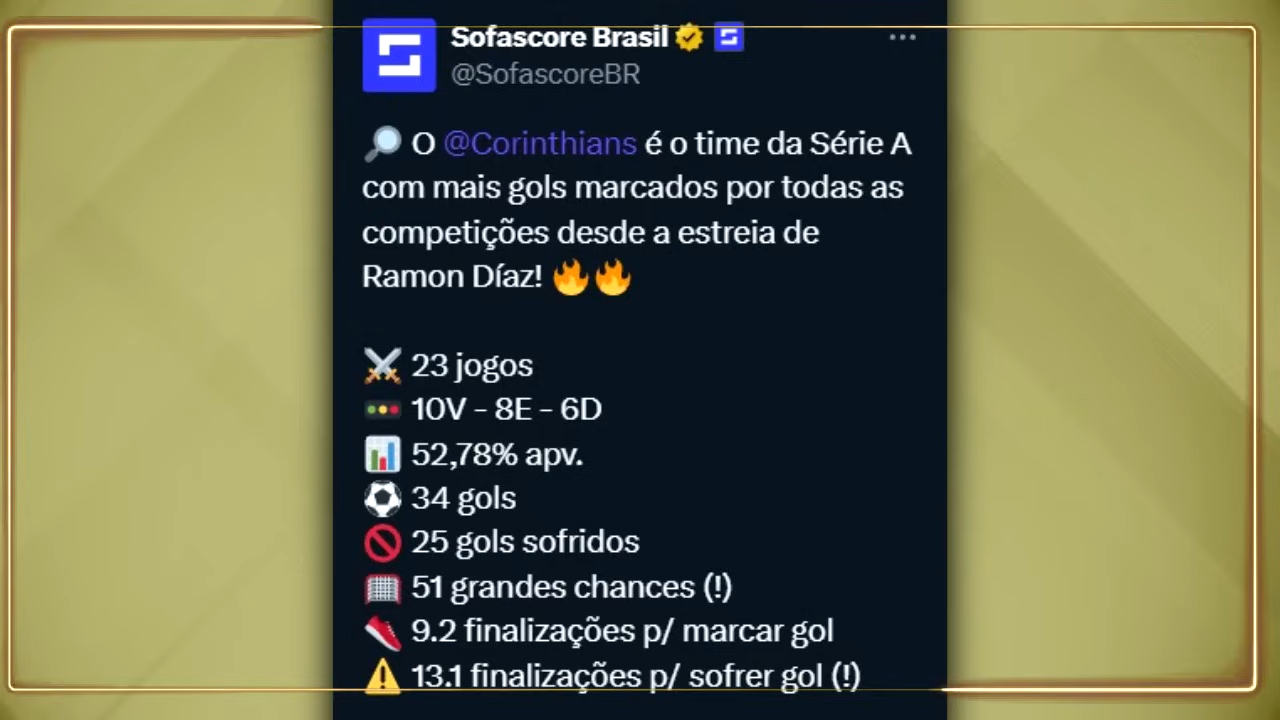 Sofascore Brasil
@SofascoreBR
O @Corinthians é o time da Série A
com mais gols marcados por todas as
competições desde a estreia de
Ramon Díaz! 🔥🔥
23 jogos
10V - 8E - 6D
52,78% apv.
34 gols
25 gols sofridos
51 grandes chances (!)
9.2 finalizações p/ marcar gol
13.1 finalizações p/ sofrer gol (!)